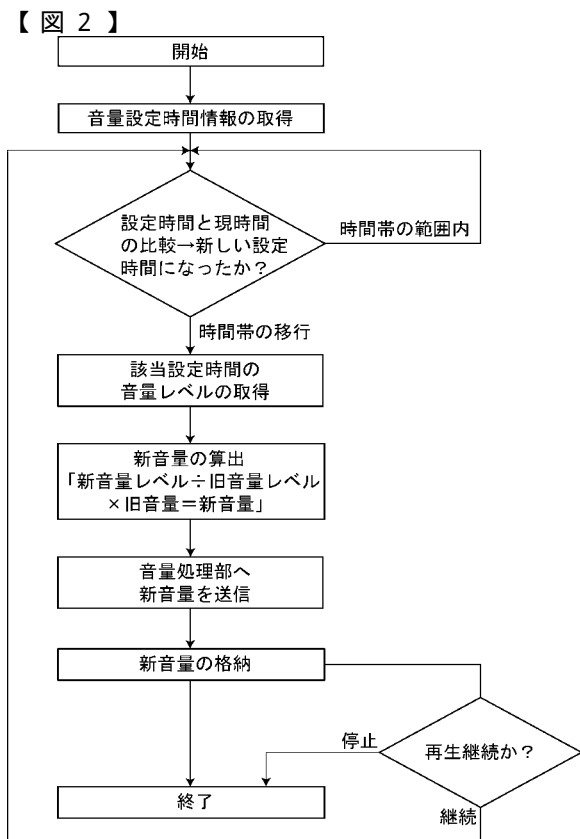 【図２】
開始
音量設定時間情報の取得
設定時間と現時間
の比較→新しい設定
時間になったか？
時間帯の範囲内
時間帯の移行
該当設定時間の
音量レベルの取得
新音量の算出
「新音量レベル÷旧音量レベル
×旧音量＝新音量」
音量処理部へ
新音量を送信
新音量の格納
停止
再生継続か？
終了
継続